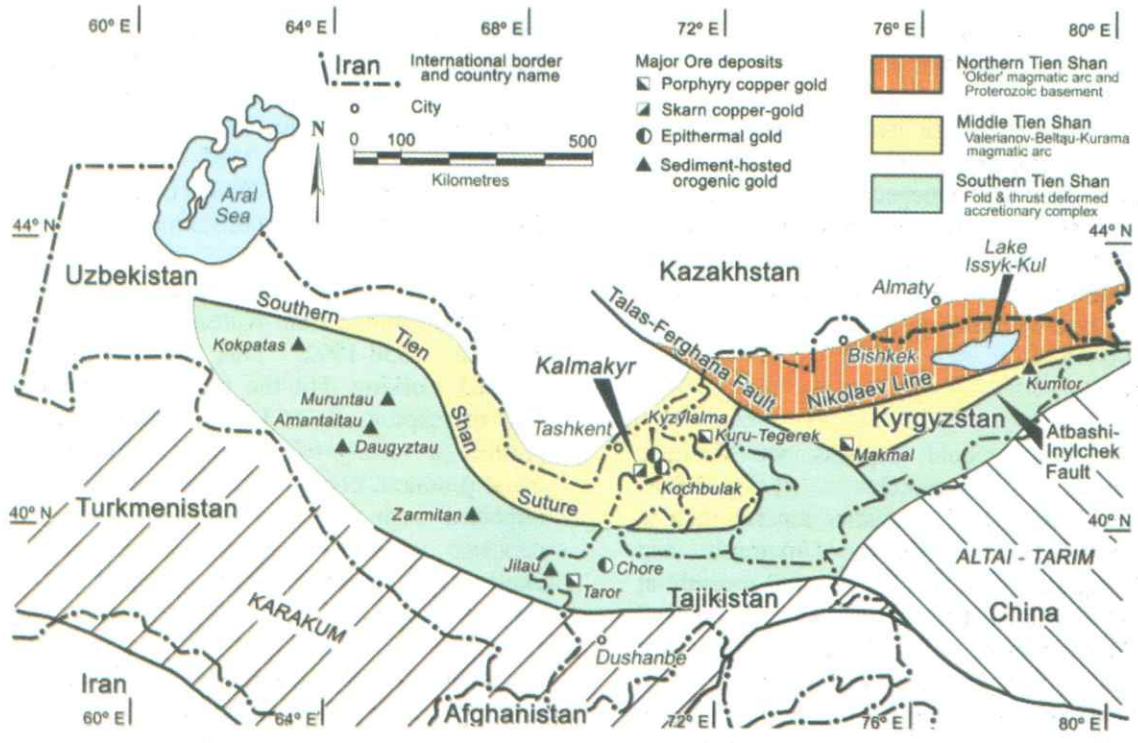 60° E
64° E
68° E
72° E
76° E
80° E
Iran
International border
and country name
City
0
100
500
Kilometres
N
Major Ore deposits
Porphyry copper gold
Skarn copper-gold
Epithermal gold
Sediment-hosted
orogenic gold
Northern Tien Shan
'Older' magmatic arc and
Proterozoic basement
Middle Tien Shan
Valerianov-Beltau-Kurama
magmatic arc
Southern Tien Shan
Fold & thrust deformed
accretionary complex
Aral
Sea
44° N
44° N
Uzbekistan
Kazakhstan
Lake
Issyk-Kul
Almaty
Southern
Tien
Shan
Suture
Talas-Ferghana Fault
Kokpatas
Bishkek
Nikolaev Line
Kalmakyr
Kumtor
Muruntau
Amantaitau
Daugyztau
Tashkent
Kyzylalma
Kuru-Tegerek
Kyrgyzstan
Makmal
Atbashi-
Inylchek
Fault
Kochbulak
Turkmenistan
40° N
Zarmitan
40° N
Jilau
Chore
Taror
Tajikistan
ALTAI - TARIM
China
KARAKUM
Dushanbe
Iran
Afghanistan
60° E
64° E
72° E
76° E
80° E